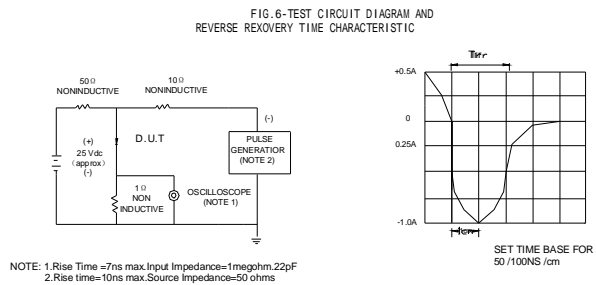 FIG.6-TEST CIRCUIT DIAGRAM AND
REVERSE REXOVERY TIME CHARACTERISTIC
50Ω
NONINDUCTIVE
10Ω
NONINDUCTIVE
(+)
25 Vdc
(approx)
(-)
D.U.T
1Ω
NON
INDUCTIVE
OSCILLOSCOPE
(NOTE 1)
(-)
PULSE
GENERATIOR
(NOTE 2)
+0.5A
0
0.25A
-1.0A
SET TIME BASE FOR
50 /100NS /cm
NOTE: 1.Rise Time =7ns max.Input Impedance=1megohm.22pF
2.Rise time=10ns max.Source Impedance=50 ohms